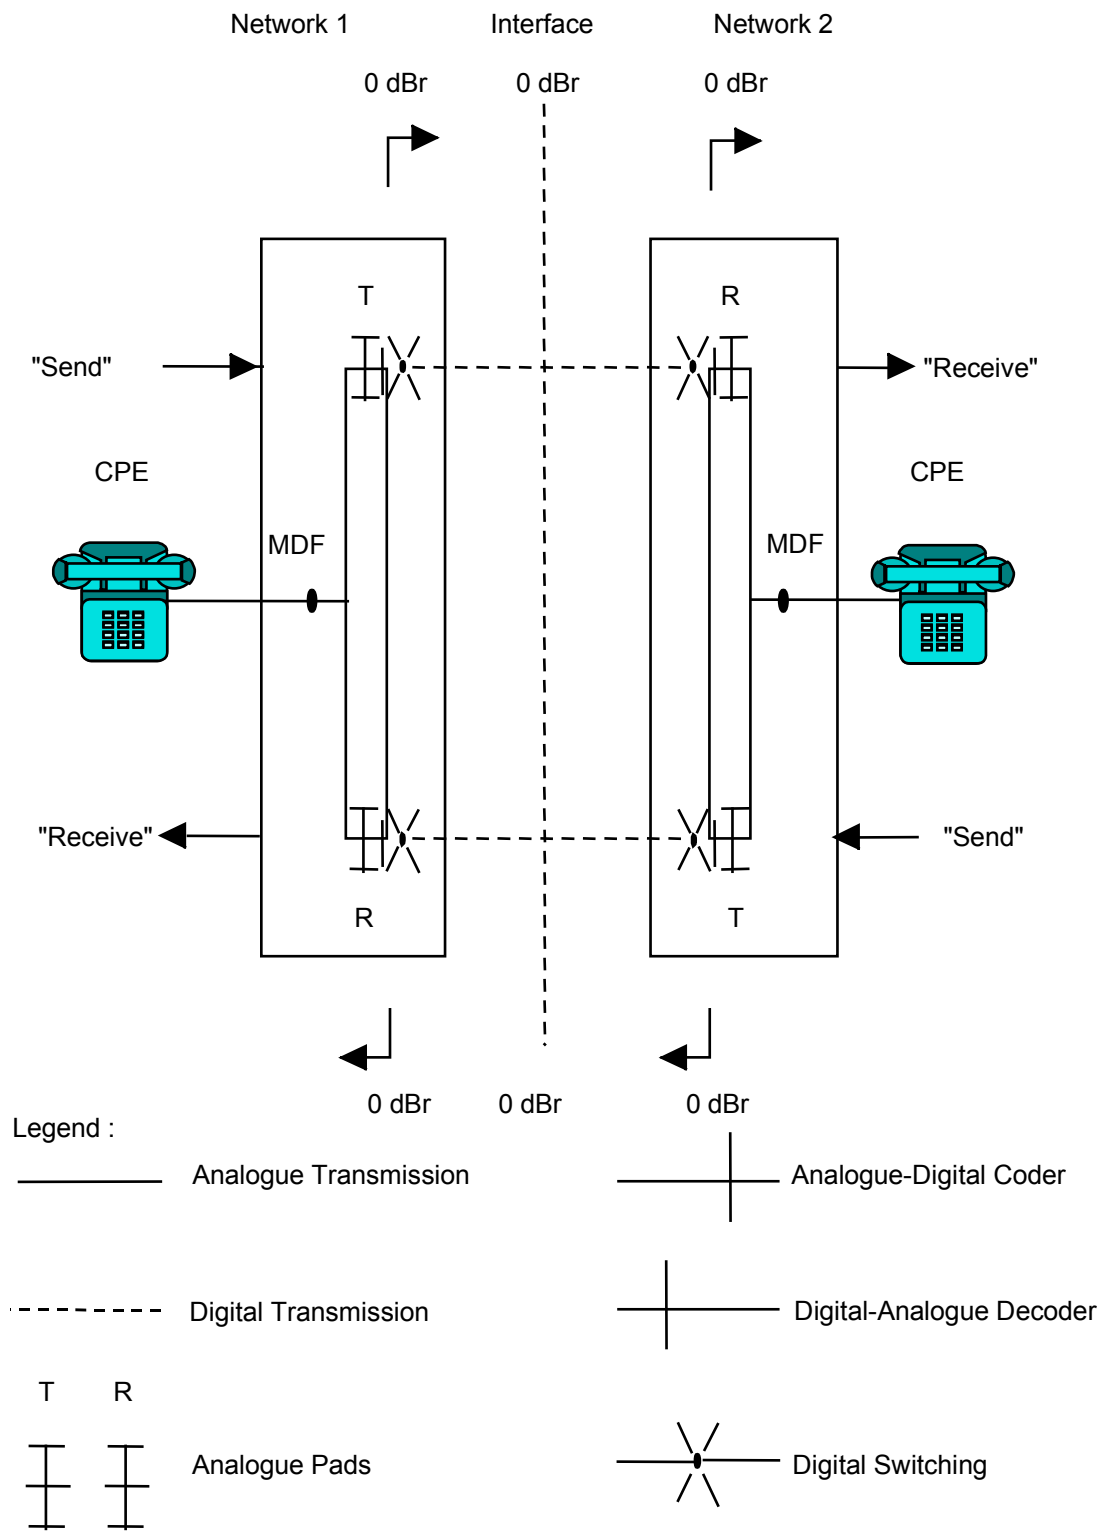 Network 1 Interface Network 2
0 dBr 0 dBr 0 dBr
T R
"Send" "Receive"
CPE CPE
MDF MDF
"Receive" "Send"
R T
0 dBr 0 dBr 0 dBr
Legend :
Analogue Transmission Analogue-Digital Coder
Digital Transmission Digital-Analogue Decoder
T R
Analogue Pads Digital Switching